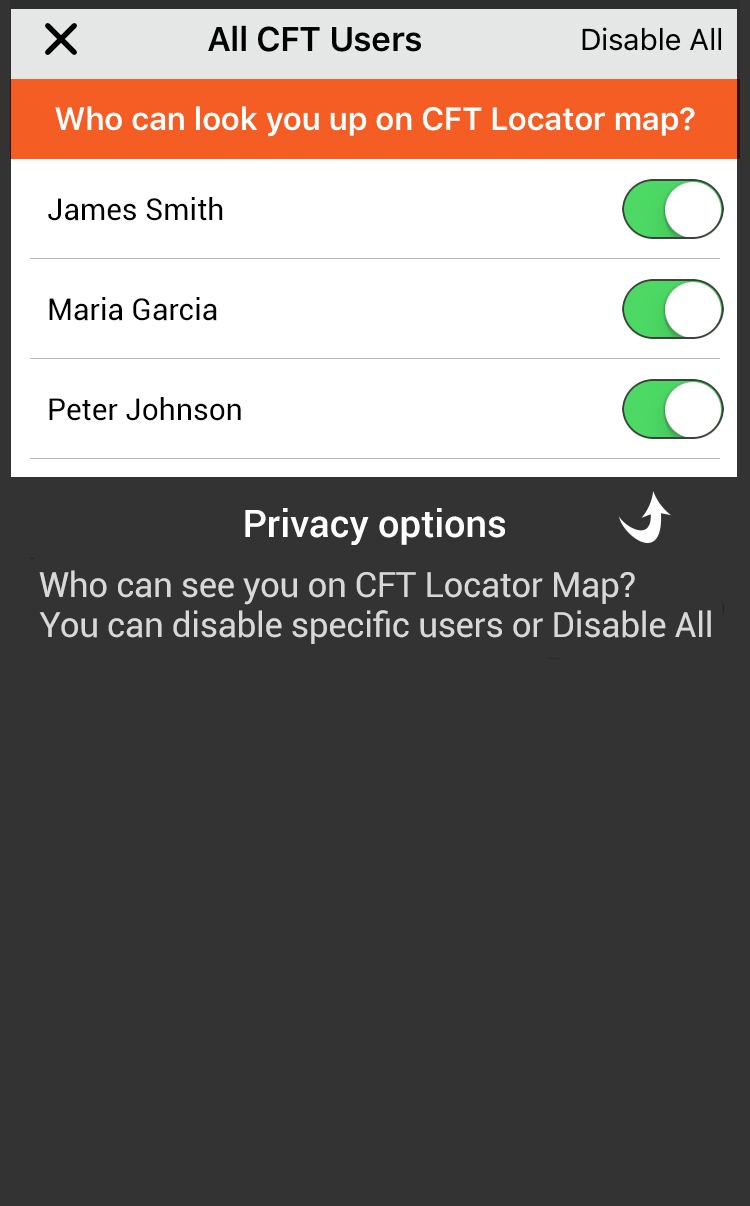 All CFT Users
Disable All
Who can look you up on CFT Locator map?
James Smith
Maria Garcia
Peter Johnson
Privacy options
Who can see you on CFT Locator Map?
You can disable specific users or Disable All